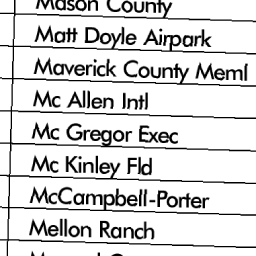 Mason County
Matt Doyle Airpark
Maverick County Meml
Mc Allen Intl
Mc Gregor Exec
Mc Kinley Fld
McCampbell-Porter
Mellon Ranch